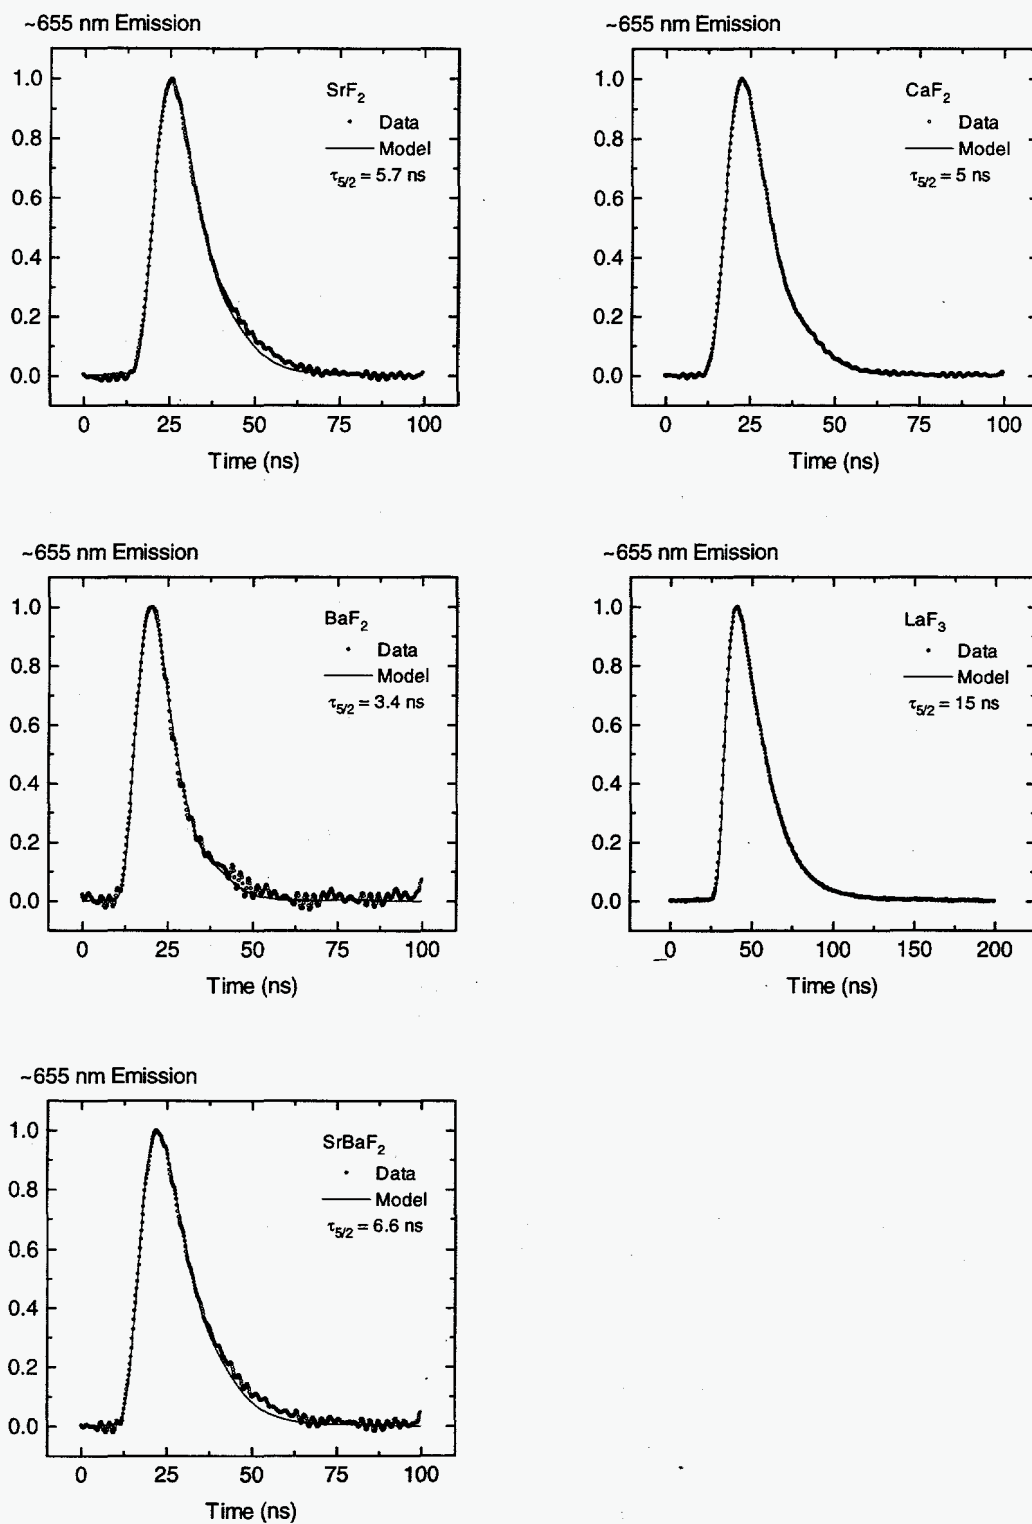 ~655 nm Emission
1.0
0.8
0.6
0.4
0.2
0.0
SrF₂
Data
Model
τ₅/₂ = 5.7 ns
0 25 50 75 100
Time (ns)
~655 nm Emission
1.0
0.8
0.6
0.4
0.2
0.0
CaF₂
Data
Model
τ₅/₂ = 5 ns
0 25 50 75 100
Time (ns)
~655 nm Emission
1.0
0.8
0.6
0.4
0.2
0.0
BaF₂
Data
Model
τ₅/₂ = 3.4 ns
0 25 50 75 100
Time (ns)
~655 nm Emission
1.0
0.8
0.6
0.4
0.2
0.0
LaF₃
Data
Model
τ₅/₂ = 15 ns
0 50 100 150 200
Time (ns)
~655 nm Emission
1.0
0.8
0.6
0.4
0.2
0.0
SrBaF₂
Data
Model
τ₅/₂ = 6.6 ns
0 25 50 75 100
Time (ns)